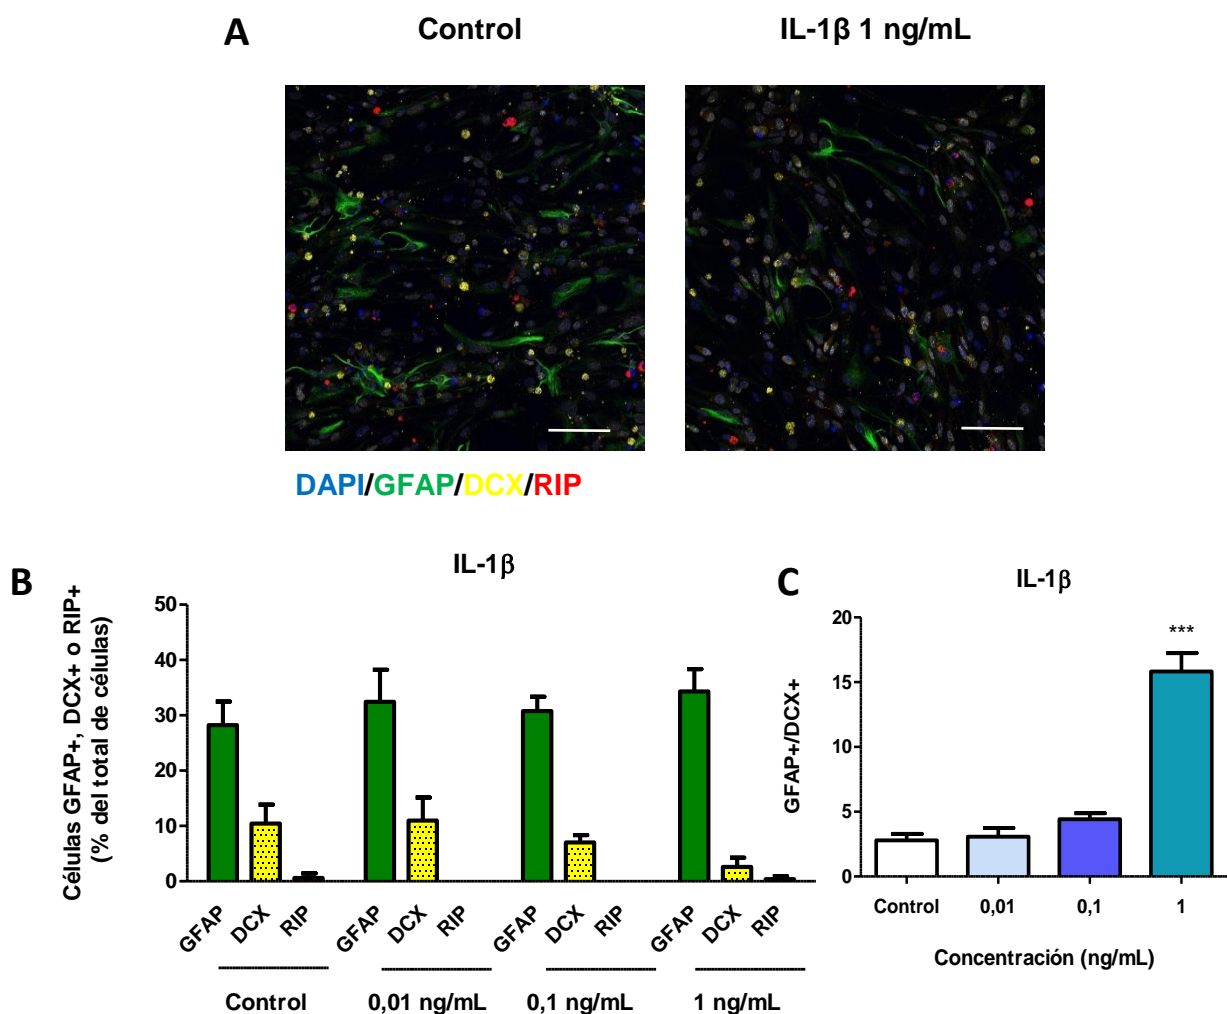 A
Control
IL-1β 1 ng/mL
DAPI/GFAP/DCX/RIP
B
IL-1β
Células GFAP+, DCX+ o RIP+
(% del total de células)
50
40
30
20
10
0
GFAP
DCX
RIP
GFAP
DCX
RIP
GFAP
DCX
RIP
GFAP
DCX
RIP
Control
0,01 ng/mL
0,1 ng/mL
1 ng/mL
C
IL-1β
GFAP+/DCX+
20
15
10
5
0
***
Control
0,01
0,1
1
Concentración (ng/mL)